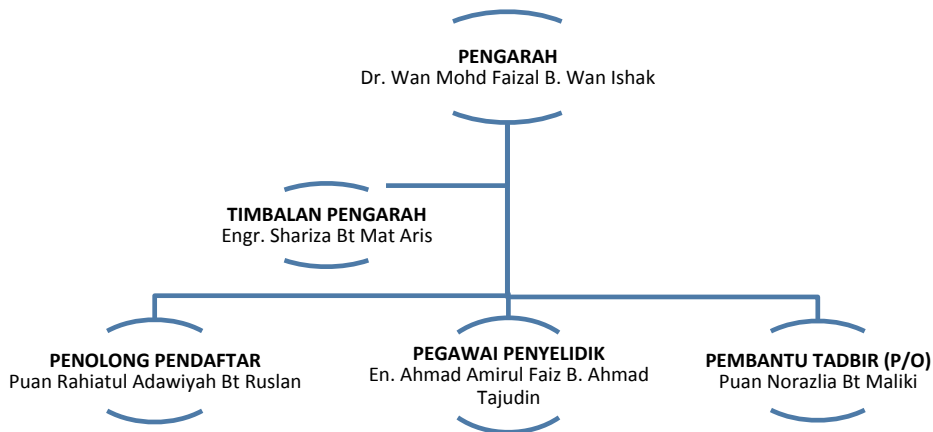 PENGARAH
Dr. Wan Mohd Faizal B. Wan Ishak
TIMBALAN PENGARAH
Engr. Shariza Bt Mat Aris
PENOLONG PENDAFTAR
Puan Rahiatul Adawiyah Bt Ruslan
PEGAWAI PENYELIDIK
En. Ahmad Amirul Faiz B. Ahmad
Tajudin
PEMBANTU TADBIR (P/O)
Puan Norazlia Bt Maliki